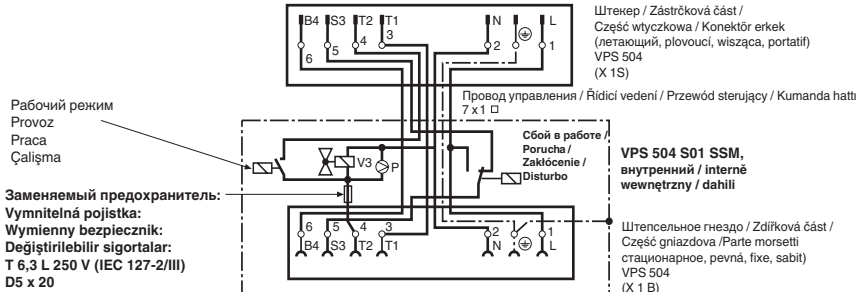 B4 S3 T2 T1 N L
6 5 4 3 2 1
Штекер / Zástrčková část /
Część wtyczkowa / Konektör erkek
(летающий, plovoucí, wisząca, portatif)
VPS 504
(X 1S)
Провод управления / Řídicí vedení / Przewód sterujący / Kumanda hattı
7 x 1
Рабочий режим
Provoz
Praca
Çalişma
V3 P
Сбой в работе /
Porucha /
Zakłócenie /
Disturbo
VPS 504 S01 SSM,
внутренний / interně
wewnętrzny / dahili
Заменяемый предохранитель:
Vymnitelná pojistka:
Wymienny bezpiecznik:
Değiştirilebilir sigortalar:
T 6,3 L 250 V (IEC 127-2/III)
D5 x 20
6 5 4 3 2 1
B4 S3 T2 T1 N L
Штепсельное гнездо / Zdířková část /
Część gniazdova /Parte morsetti
стационарное, pevná, fixe, sabit)
VPS 504
(X 1 B)